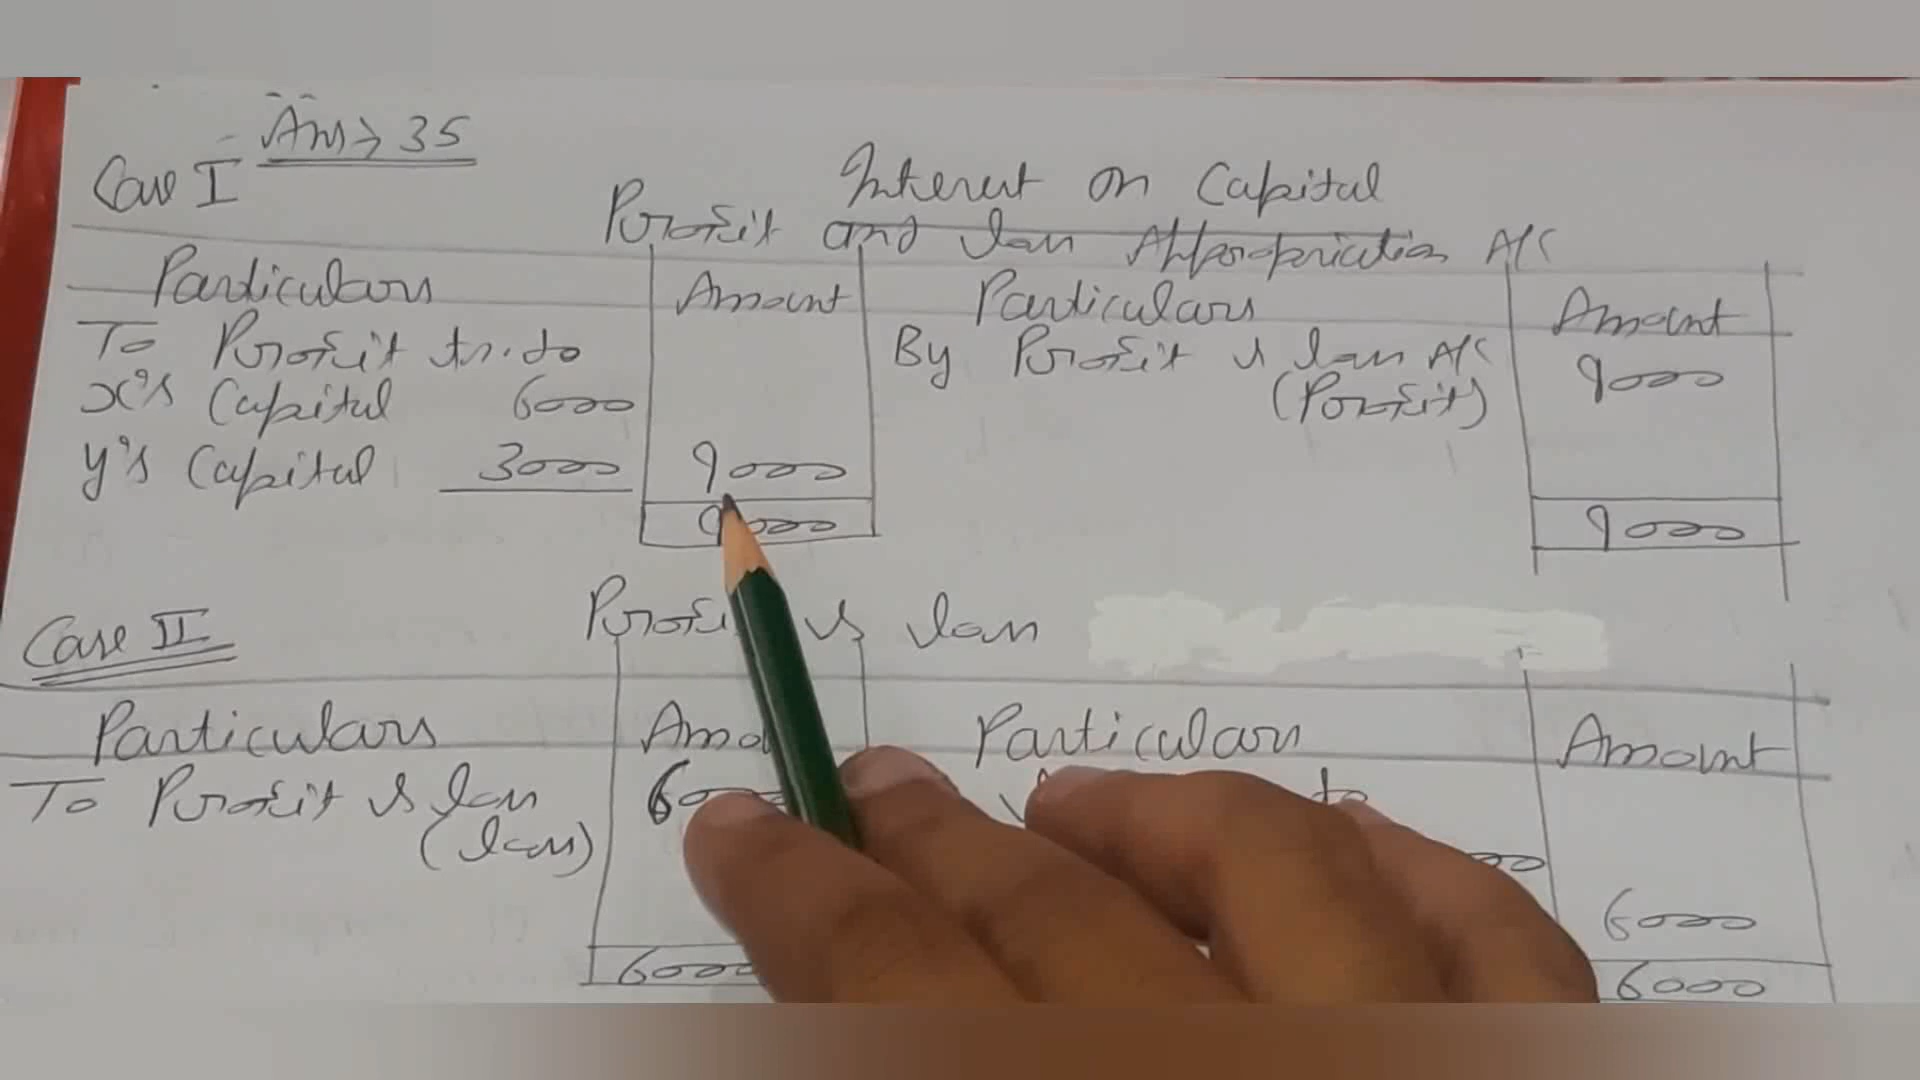 Ans→ 35
Case I
Interest on Capital
Profit and loss Appropriation A/C
Particulars Amount Particulars Amount
To Profit tr. to By Profit & loss A/C 9000
x's Capital 6000 (Profit)
y's Capital 3000 9000
9000 9000
Case II Profit & loss
Particulars Particulars Amount
To Profit & loss 6000 to
(loss)
6000
6000 6000